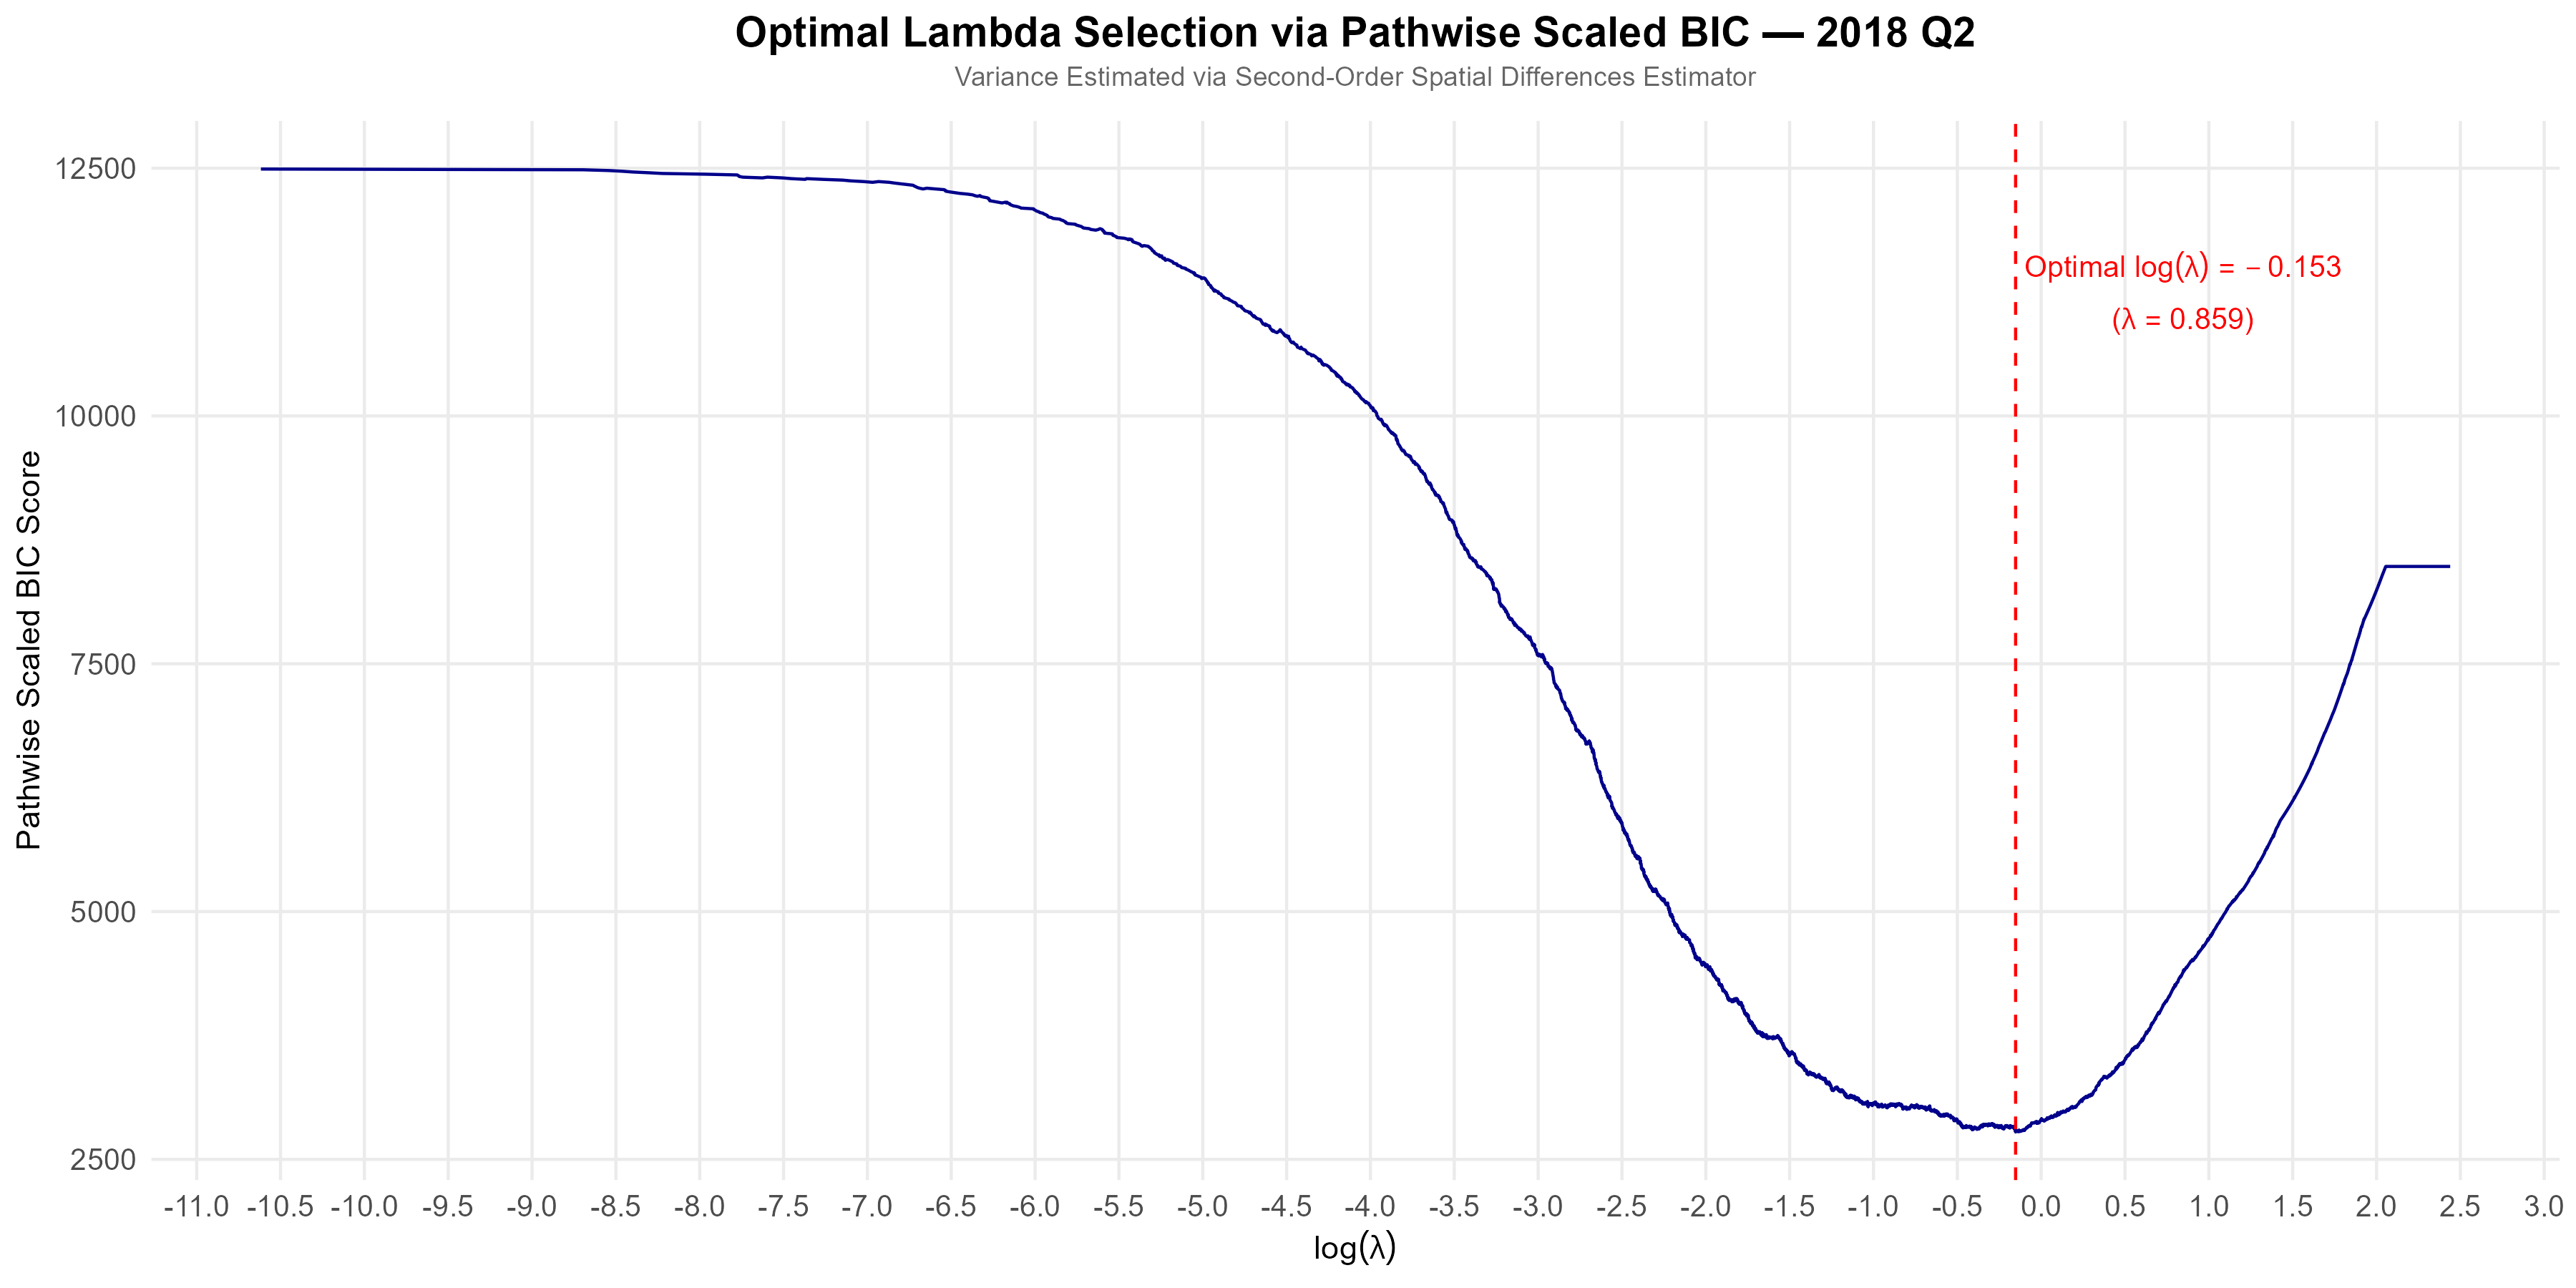 Optimal Lambda Selection via Pathwise Scaled BIC — 2018 Q2
Variance Estimated via Second-Order Spatial Differences Estimator
Pathwise Scaled BIC Score
12500
10000
7500
5000
2500
Optimal log(λ) = − 0.153
(λ = 0.859)
-11.0 -10.5 -10.0 -9.5 -9.0 -8.5 -8.0 -7.5 -7.0 -6.5 -6.0 -5.5 -5.0 -4.5 -4.0 -3.5 -3.0 -2.5 -2.0 -1.5 -1.0 -0.5 0.0 0.5 1.0 1.5 2.0 2.5 3.0
log(λ)